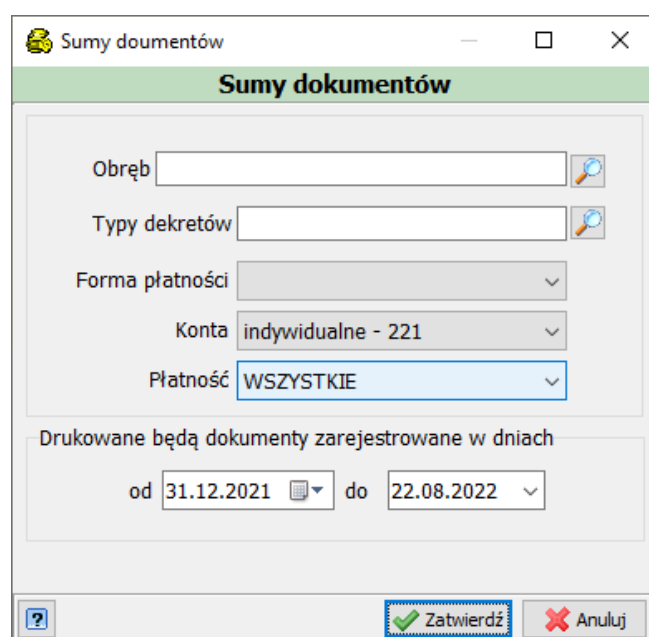 Sumy doumentów
Sumy dokumentów
Obręb
Typy dekretów
Forma płatności
Konta indywidualne - 221
Płatność WSZYSTKIE
Drukowane będą dokumenty zarejestrowane w dniach
od 31.12.2021 do 22.08.2022
? Zatwierdź Anuluj